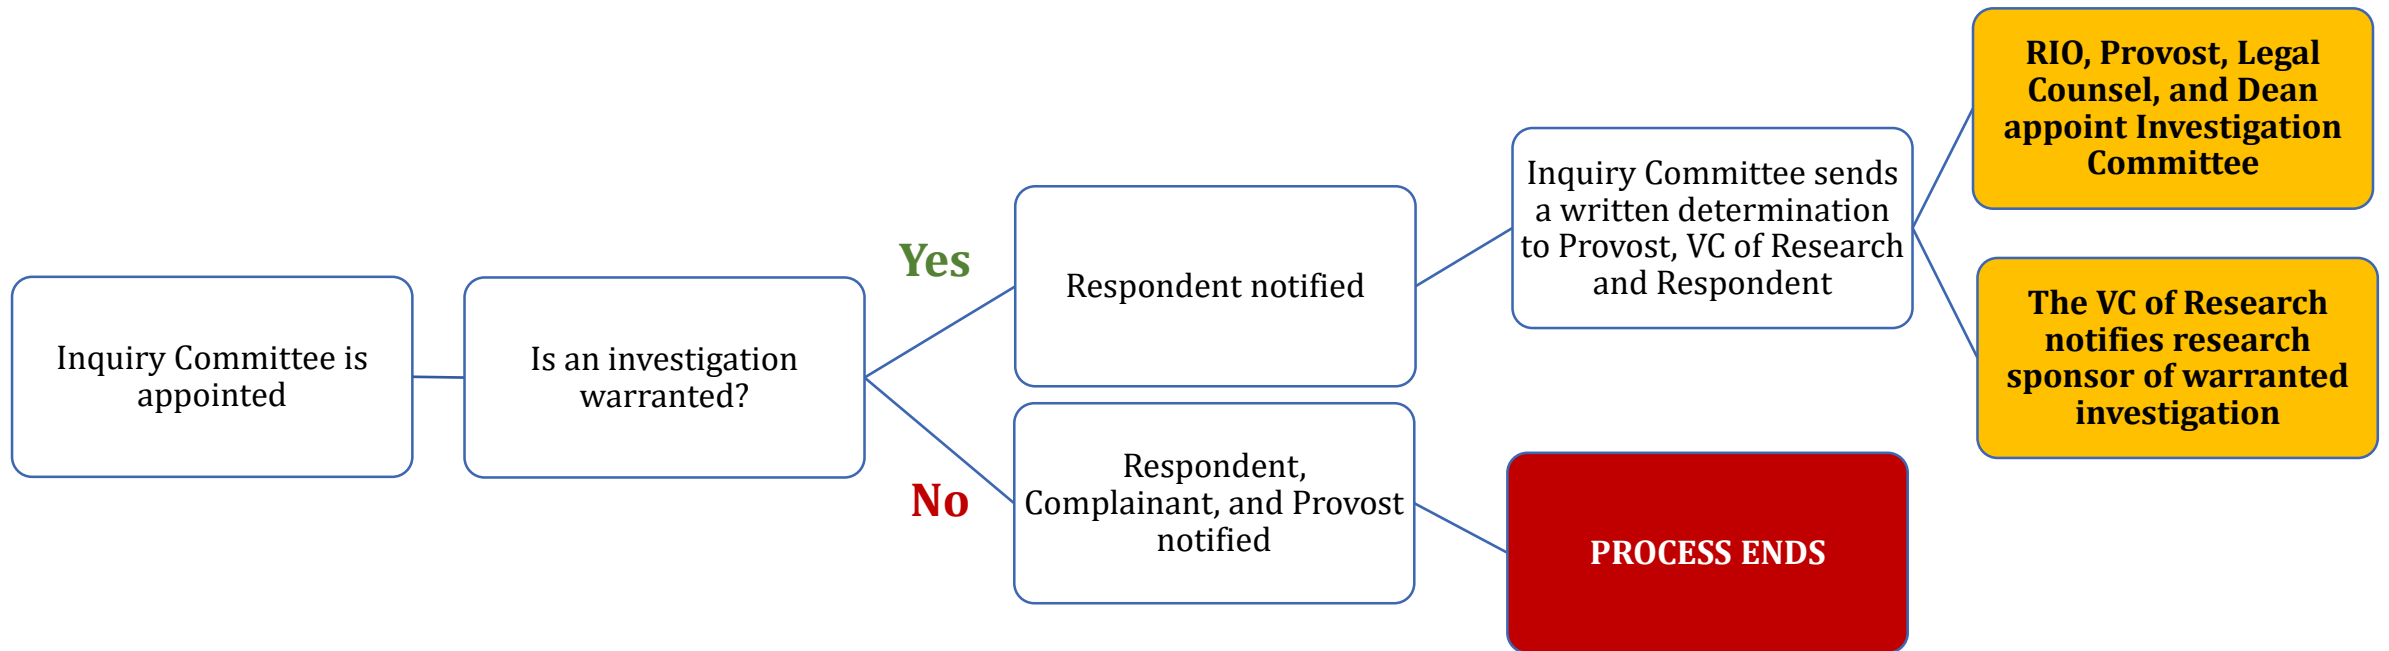 Inquiry Committee is
appointed
Is an investigation
warranted?
Yes
No
Respondent notified
Respondent,
Complainant, and Provost
notified
Inquiry Committee sends
a written determination
to Provost, VC of Research
and Respondent
PROCESS ENDS
RIO, Provost, Legal
Counsel, and Dean
appoint Investigation
Committee
The VC of Research
notifies research
sponsor of warranted
investigation